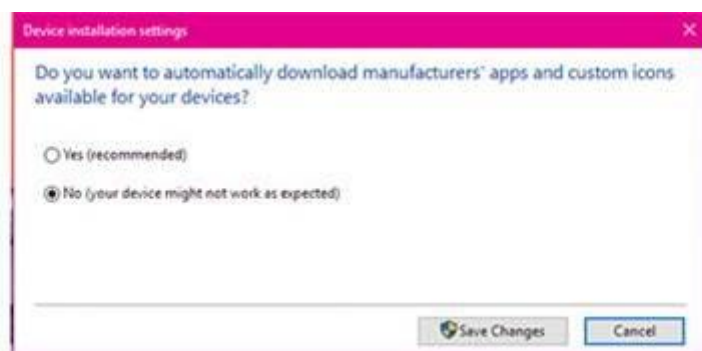 Device installation settings
Do you want to automatically download manufacturers' apps and custom icons
available for your devices?
Yes (recommended)
No (your device might not work as expected)
Save Changes
Cancel